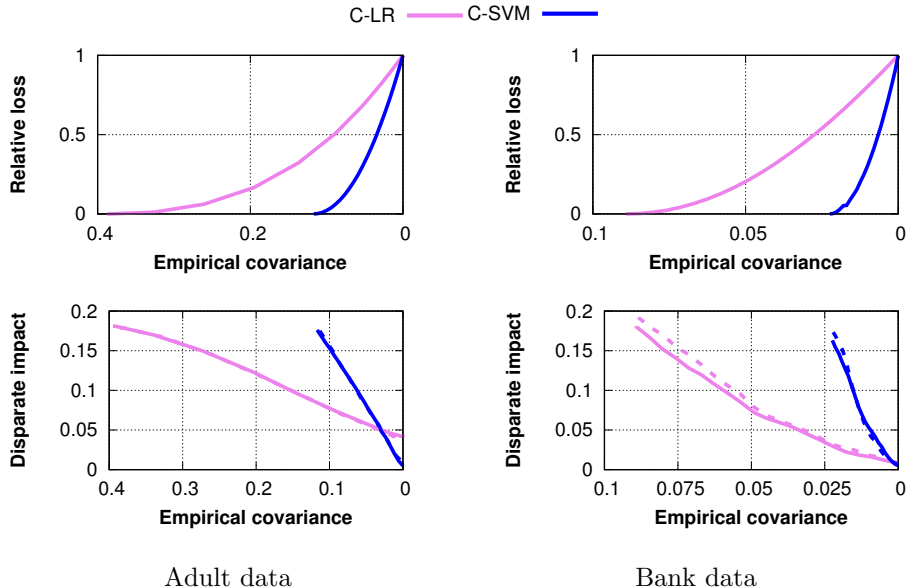 C-LR C-SVM
1
0.5
0
0.4 0.2 0
Relative loss
Empirical covariance
1
0.5
0
0.1 0.05 0
Relative loss
Empirical covariance
0.2
0.15
0.1
0.05
0
0.4 0.3 0.2 0.1 0
Disparate impact
Empirical covariance
0.2
0.15
0.1
0.05
0
0.1 0.075 0.05 0.025 0
Disparate impact
Empirical covariance
Adult data
Bank data